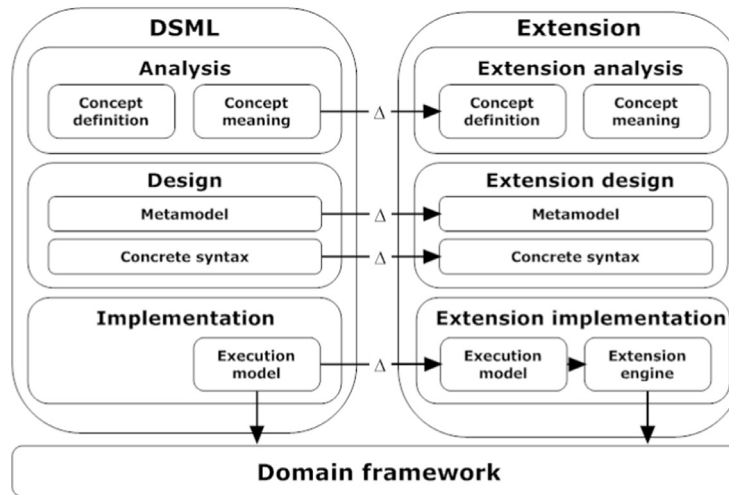 DSML
Extension
Analysis
Concept
definition
Concept
meaning
Δ
Extension analysis
Concept
definition
Concept
meaning
Design
Metamodel
Δ
Concrete syntax
Δ
Extension design
Metamodel
Concrete syntax
Implementation
Execution
model
Δ
Extension implementation
Execution
model
Extension
engine
Domain framework